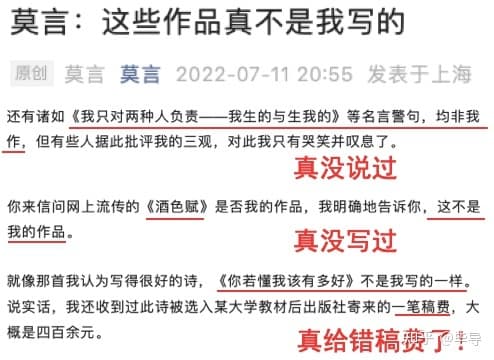 莫言：这些作品真不是我写的
原创 莫言 莫言 2022-07-11 20:55 发表于上海
还有诸如《我只对两种人负责——我生的与生我的》等名言警句，均非我
作，但有些人据此批评我的三观，对此我只有哭笑并叹息了。
真没说过
你来信问网上流传的《酒色赋》是否我的作品，我明确地告诉你，这不是
我的作品。
真没写过
就像那首我认为写得很好的诗，《你若懂我该有多好》不是我写的一样。
说实话，我还收到过此诗被选入某大学教材后出版社寄来的一笔稿费，大
概是四百余元。
真给错稿费了！
知乎 @毕导